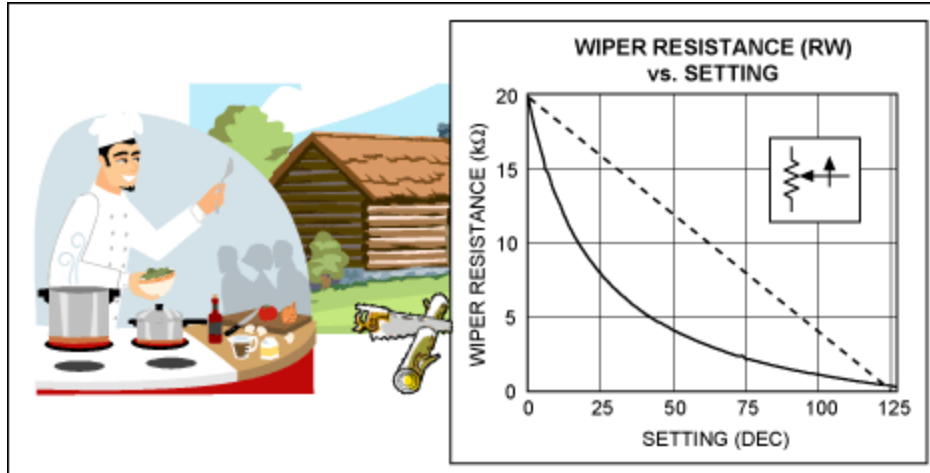 WIPER RESISTANCE (RW)
vs. SETTING
WIPER RESISTANCE (kΩ)
20
15
10
5
0
0 25 50 75 100 125
SETTING (DEC)